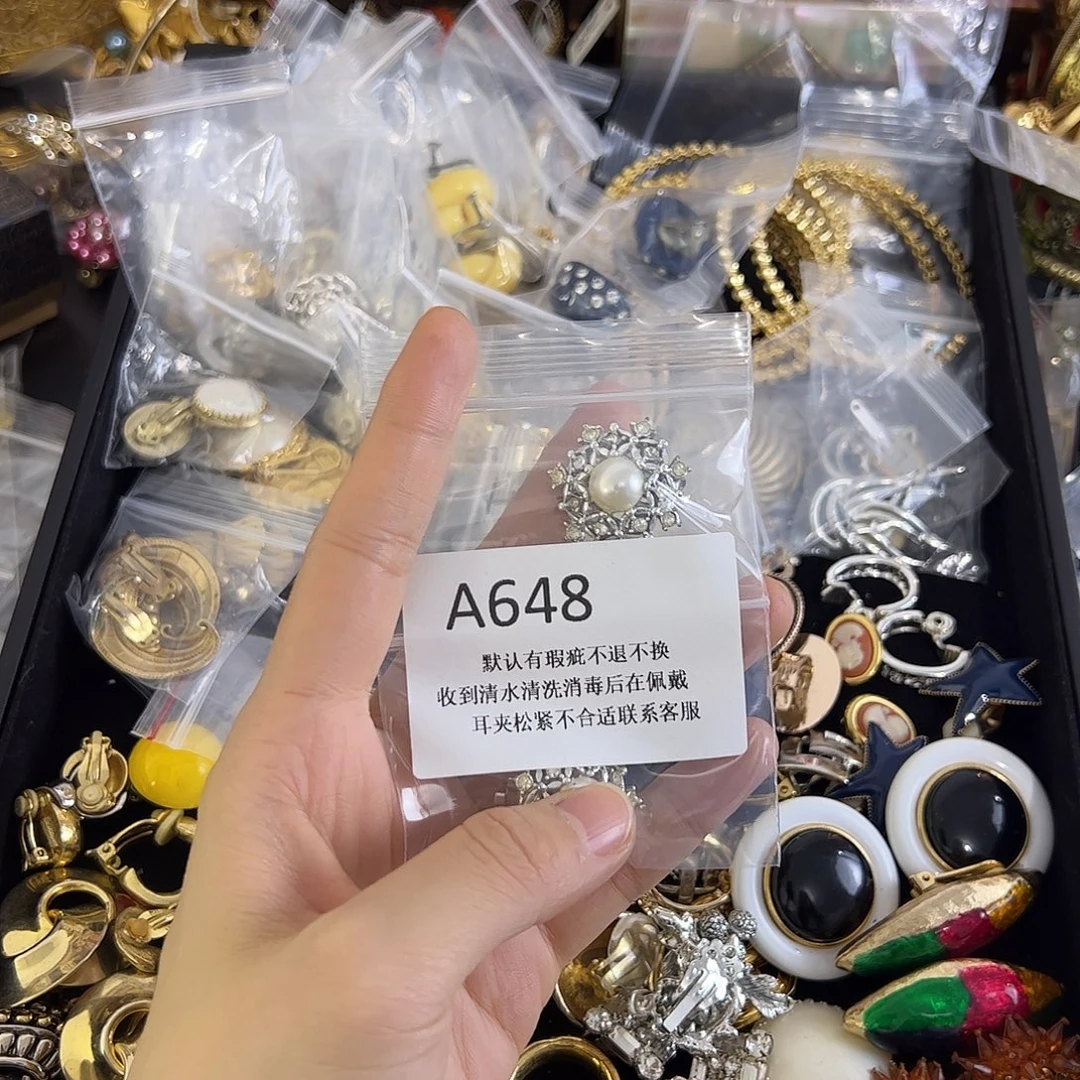 A648
默认有瑕疵不退不换
收到清水清洗消毒后在佩戴
耳夹松紧不合适联系客服